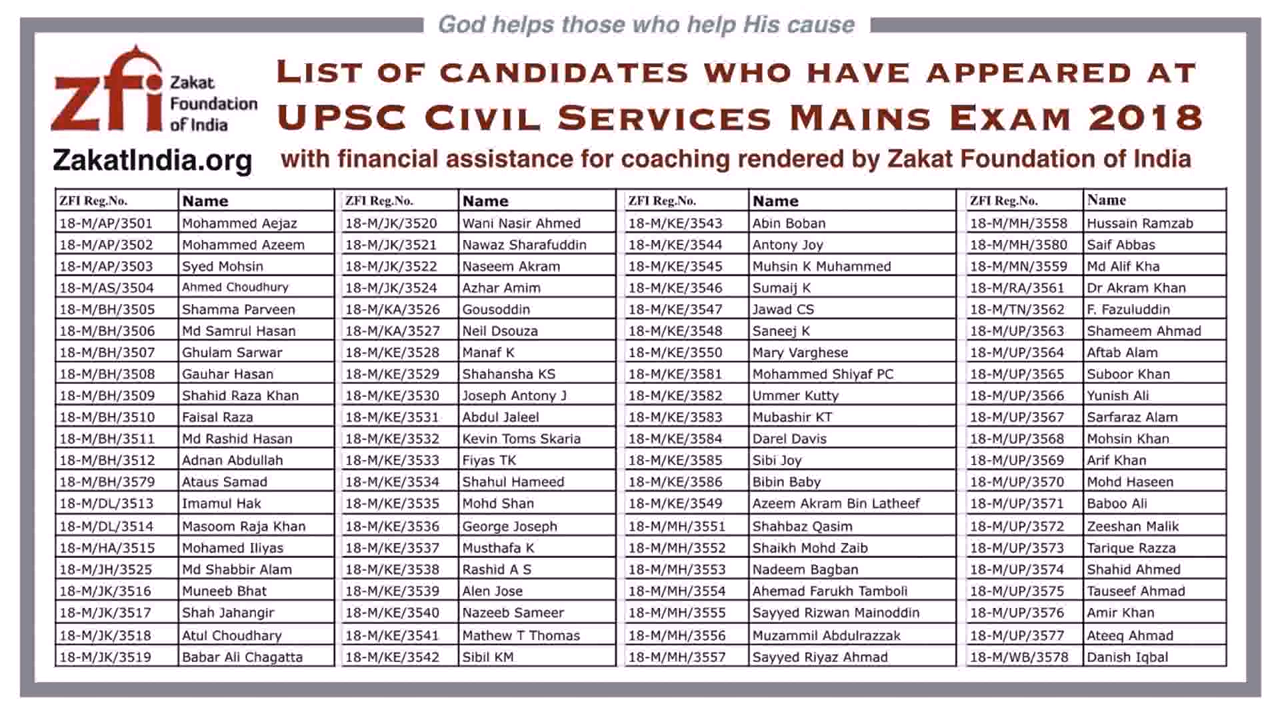 God helps those who help His cause
zfi Zakat
Foundation
of India
ZakatIndia.org
LIST OF CANDIDATES WHO HAVE APPEARED AT
UPSC CIVIL SERVICES MAINS EXAM 2018
with financial assistance for coaching rendered by Zakat Foundation of India
ZFI Reg.No. Name ZFI Reg.No. Name ZFI Reg.No. Name ZFI Reg.No. Name
18-M/AP/3501 Mohammed Aejaz 18-M/JK/3520 Wani Nasir Ahmed 18-M/KE/3543 Abin Boban 18-M/MH/3558 Hussain Ramzab
18-M/AP/3502 Mohammed Azeem 18-M/JK/3521 Nawaz Sharafuddin 18-M/KE/3544 Antony Joy 18-M/MH/3580 Saif Abbas
18-M/AP/3503 Syed Mohsin 18-M/JK/3522 Naseem Akram 18-M/KE/3545 Muhsin K Muhammed 18-M/MN/3559 Md Alif Kha
18-M/AS/3504 Ahmed Choudhury 18-M/JK/3524 Azhar Amim 18-M/KE/3546 Sumaij K 18-M/RA/3561 Dr Akram Khan
18-M/BH/3505 Shamma Parveen 18-M/KA/3526 Gousoddin 18-M/KE/3547 Jawad CS 18-M/TN/3562 F. Fazuluddin
18-M/BH/3506 Md Samrul Hasan 18-M/KA/3527 Neil Dsouza 18-M/KE/3548 Saneej K 18-M/UP/3563 Shameem Ahmad
18-M/BH/3507 Ghulam Sarwar 18-M/KE/3528 Manaf K 18-M/KE/3550 Mary Varghese 18-M/UP/3564 Aftab Alam
18-M/BH/3508 Gauhar Hasan 18-M/KE/3529 Shahansha KS 18-M/KE/3581 Mohammed Shiyaf PC 18-M/UP/3565 Suboor Khan
18-M/BH/3509 Shahid Raza Khan 18-M/KE/3530 Joseph Antony J 18-M/KE/3582 Ummer Kutty 18-M/UP/3566 Yunish Ali
18-M/BH/3510 Faisal Raza 18-M/KE/3531 Abdul Jaleel 18-M/KE/3583 Mubashir KT 18-M/UP/3567 Sarfaraz Alam
18-M/BH/3511 Md Rashid Hasan 18-M/KE/3532 Kevin Toms Skaria 18-M/KE/3584 Darel Davis 18-M/UP/3568 Mohsin Khan
18-M/BH/3512 Adnan Abdullah 18-M/KE/3533 Fiyas TK 18-M/KE/3585 Sibi Joy 18-M/UP/3569 Arif Khan
18-M/BH/3579 Ataus Samad 18-M/KE/3534 Shahul Hameed 18-M/KE/3586 Bibin Baby 18-M/UP/3570 Mohd Haseen
18-M/DL/3513 Imamul Hak 18-M/KE/3535 Mohd Shan 18-M/KE/3549 Azeem Akram Bin Latheef 18-M/UP/3571 Baboo Ali
18-M/DL/3514 Masoom Raja Khan 18-M/KE/3536 George Joseph 18-M/MH/3551 Shahbaz Qasim 18-M/UP/3572 Zeeshan Malik
18-M/HA/3515 Mohamed Iliyas 18-M/KE/3537 Musthafa K 18-M/MH/3552 Shaikh Mohd Zaib 18-M/UP/3573 Tarique Razza
18-M/JH/3525 Md Shabbir Alam 18-M/KE/3538 Rashid A S 18-M/MH/3553 Nadeem Bagban 18-M/UP/3574 Shahid Ahmed
18-M/JK/3516 Muneeb Bhat 18-M/KE/3539 Alen Jose 18-M/MH/3554 Ahemad Farukh Tamboli 18-M/UP/3575 Tauseef Ahmad
18-M/JK/3517 Shah Jahangir 18-M/KE/3540 Nazeeb Sameer 18-M/MH/3555 Sayyed Rizwan Mainoddin 18-M/UP/3576 Amir Khan
18-M/JK/3518 Atul Choudhary 18-M/KE/3541 Mathew T Thomas 18-M/MH/3556 Muzammil Abdulrazzak 18-M/UP/3577 Ateeq Ahmad
18-M/JK/3519 Babar Ali Chagatta 18-M/KE/3542 Sibil KM 18-M/MH/3557 Sayyed Riyaz Ahmad 18-M/WB/3578 Danish Iqbal